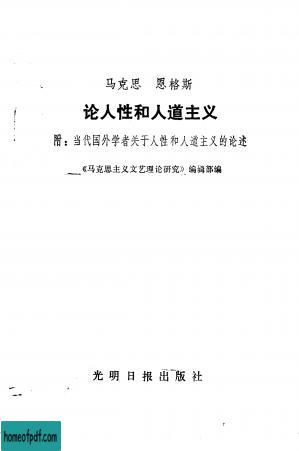 马克思 恩格斯
论人性和人道主义
附：当代国外学者关于人性和人道主义的论述
《马克思主义文艺理论研究》编辑部编
光明日报出版社
homeofpdf.com